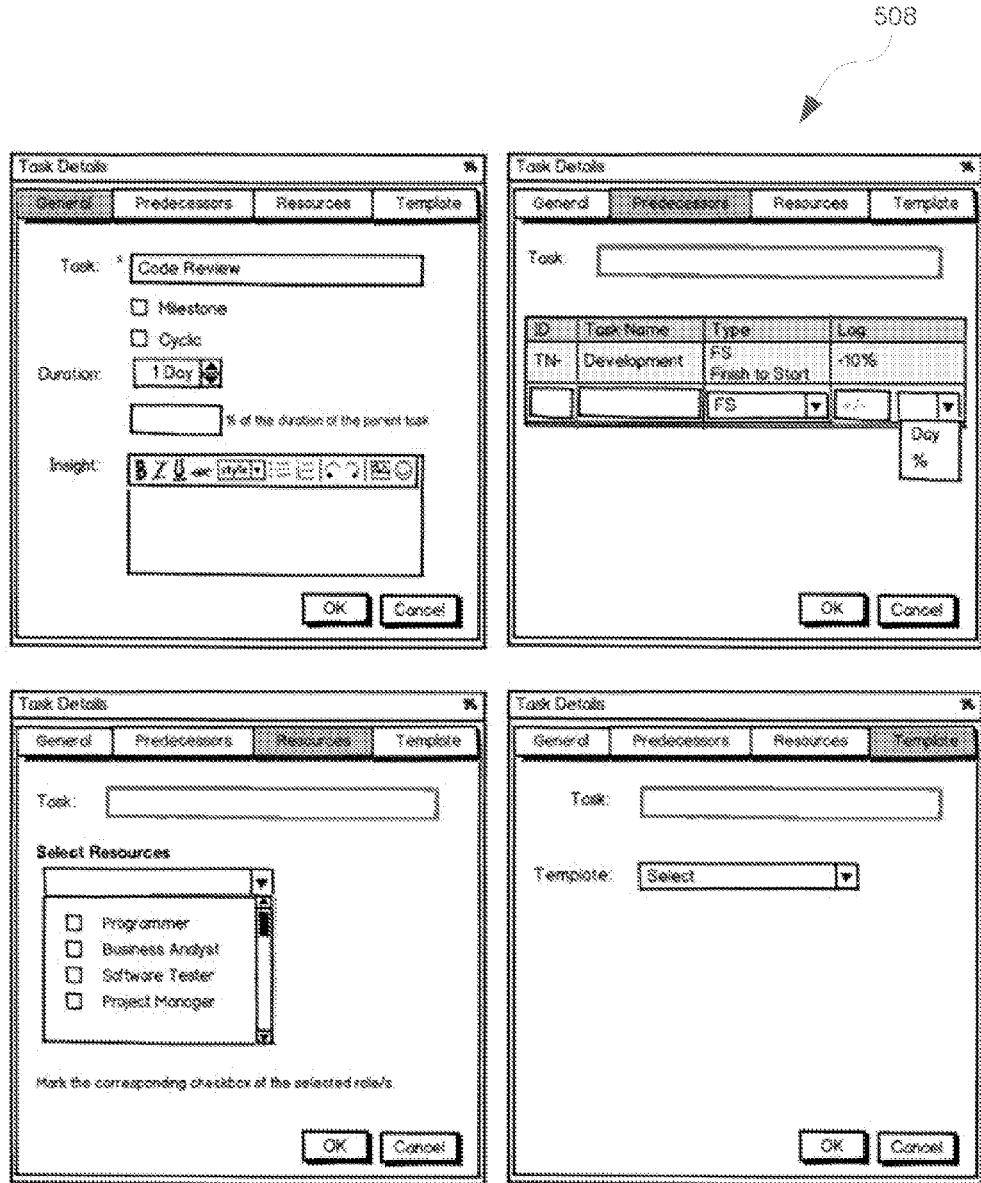 508
Task Details
General Predecessors Resources Template
Task: * Code Review
Milestone
Cyclic
Duration: 1 Day
% of the duration of the parent task
Insight:
B I U abc style
OK Cancel
Task Details
General Predecessors Resources Template
Task:
ID Task Name Type Lag
TN- Development FS Finish to Start -10%
FS +/-
Day
%
OK Cancel
Task Details
General Predecessors Resources Template
Task:
Select Resources
Programmer
Business Analyst
Software Tester
Project Manager
Mark the corresponding checkbox of the selected role/s.
OK Cancel
Task Details
General Predecessors Resources Template
Task:
Template: Select
OK Cancel